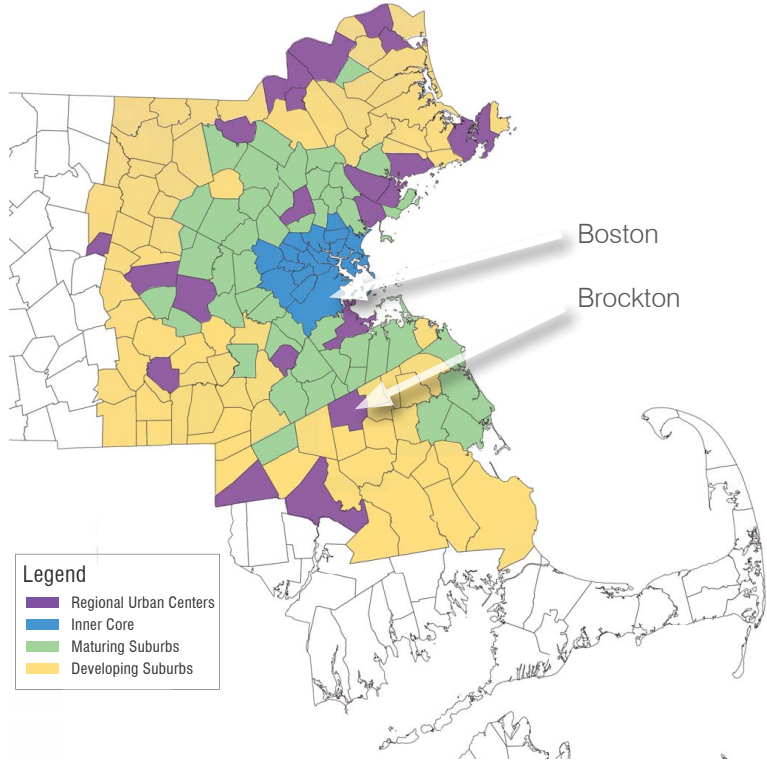 Boston
Brockton
Legend
Regional Urban Centers
Inner Core
Maturing Suburbs
Developing Suburbs